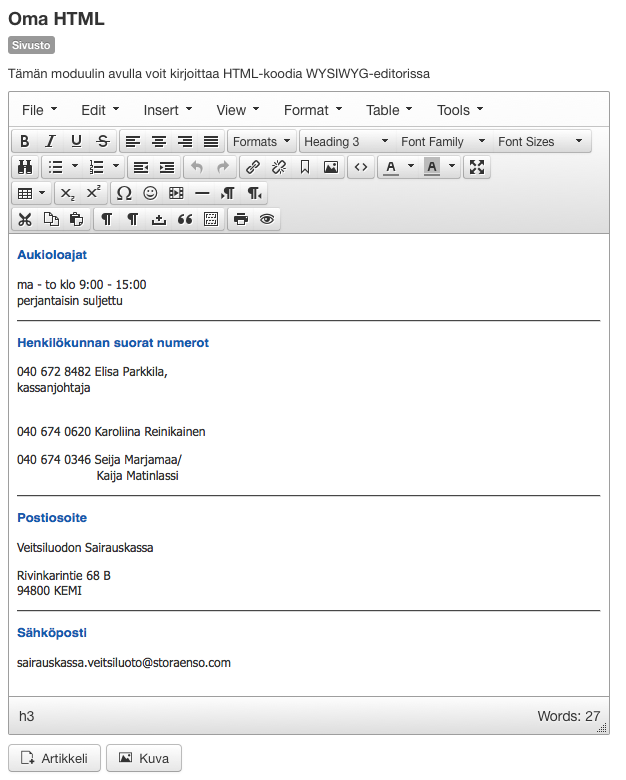 Oma HTML
Sivusto
Tämän moduulin avulla voit kirjoittaa HTML-koodia WYSIWYG-editorissa
File Edit Insert View Format Table Tools
B I U S Formats Heading 3 Font Family Font Sizes
A A
x₂ x² Ω
Aukioloajat
ma - to klo 9:00 - 15:00
perjantaisin suljettu
Henkilökunnan suorat numerot
040 672 8482 Elisa Parkkila,
kassanjohtaja
040 674 0620 Karoliina Reinikainen
040 674 0346 Seija Marjamaa/
Kaija Matinlassi
Postiosoite
Veitsiluodon Sairauskassa
Rivinkarintie 68 B
94800 KEMI
Sähköposti
sairauskassa.veitsiluoto@storaenso.com
h3 Words: 27
Artikkeli Kuva